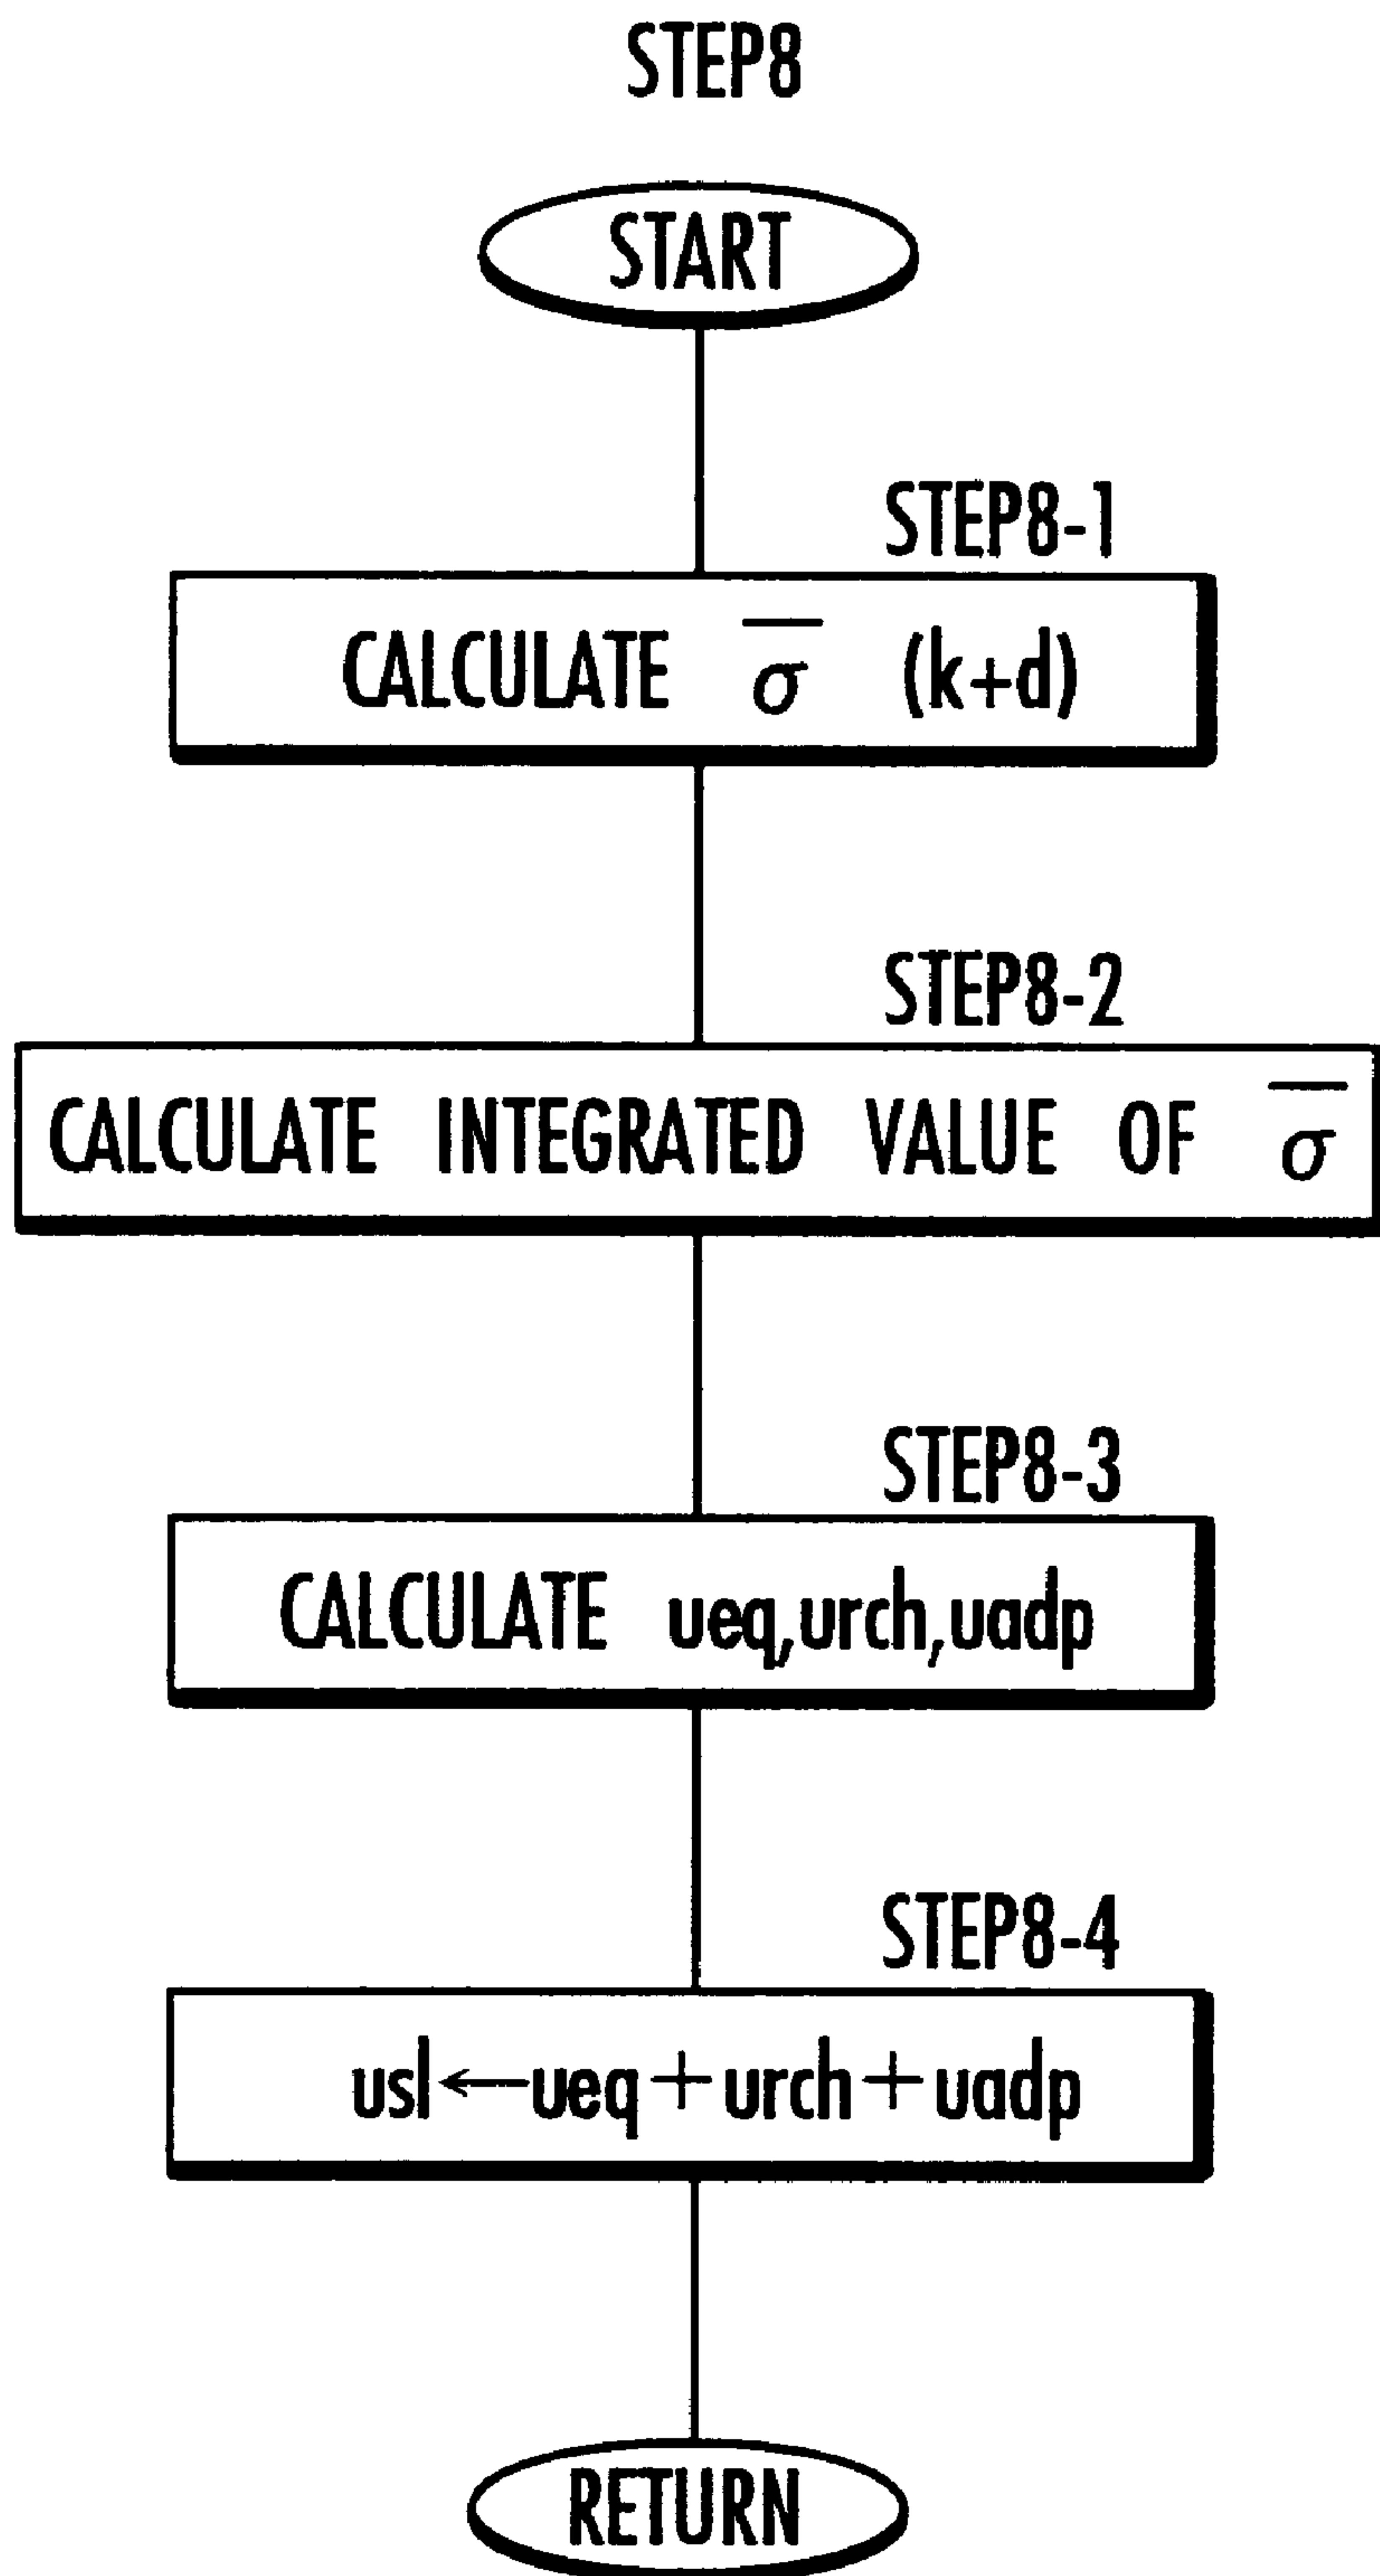 STEP8
START
STEP8-1
CALCULATE σ̅ (k+d)
STEP8-2
CALCULATE INTEGRATED VALUE OF σ̅
STEP8-3
CALCULATE ueq,urch,uadp
STEP8-4
usl←ueq+urch+uadp
RETURN